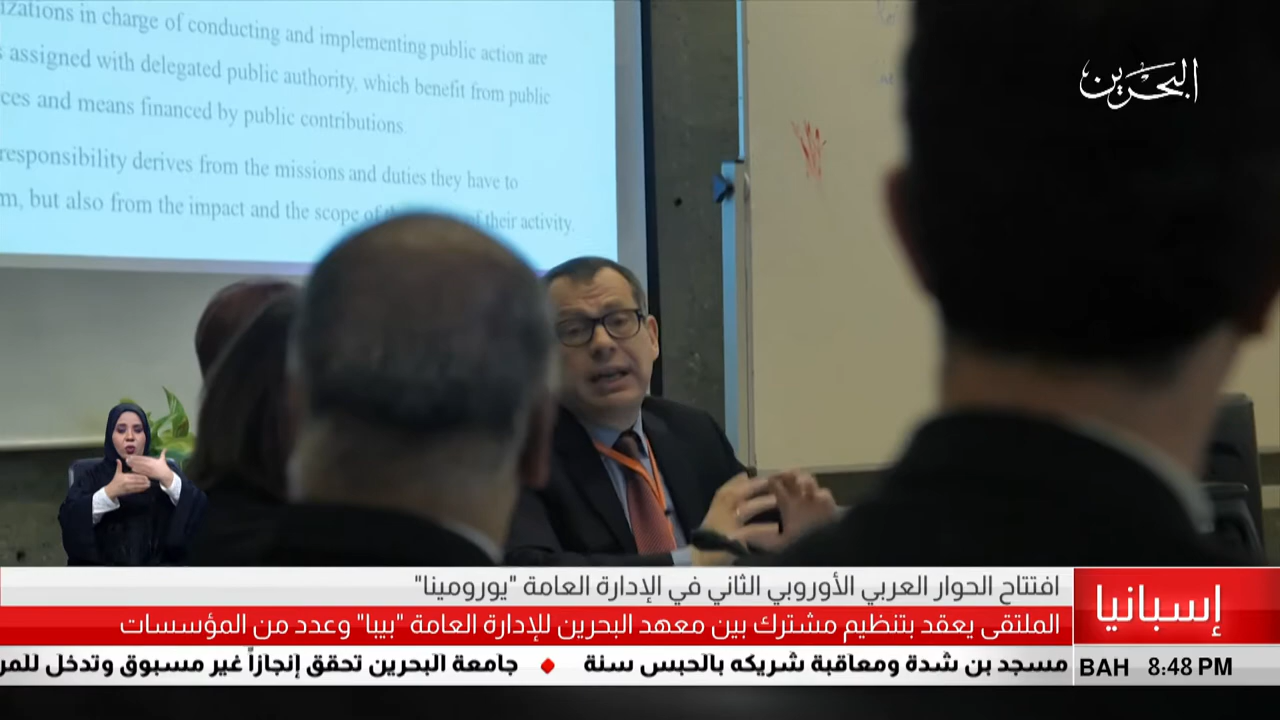 izations in charge of conducting and implementing public action are
assigned with delegated public authority, which benefit from public
ces and means financed by public contributions.
responsibility derives from the missions and duties they have to
m, but also from the impact and the scope of their activity.
البحرين
افتتاح الحوار العربي الأوروبي الثاني في الإدارة العامة "يورومينا"
إسبانيا
الملتقى يعقد بتنظيم مشترك بين معهد البحرين للإدارة العامة "بيبا" وعدد من المؤسسات
مسجد بن شدة ومعاقبة شريكه بالحبس سنة ♦ جامعة البحرين تحقق إنجازاً غير مسبوق وتدخل للمر
BAH 8:48 PM